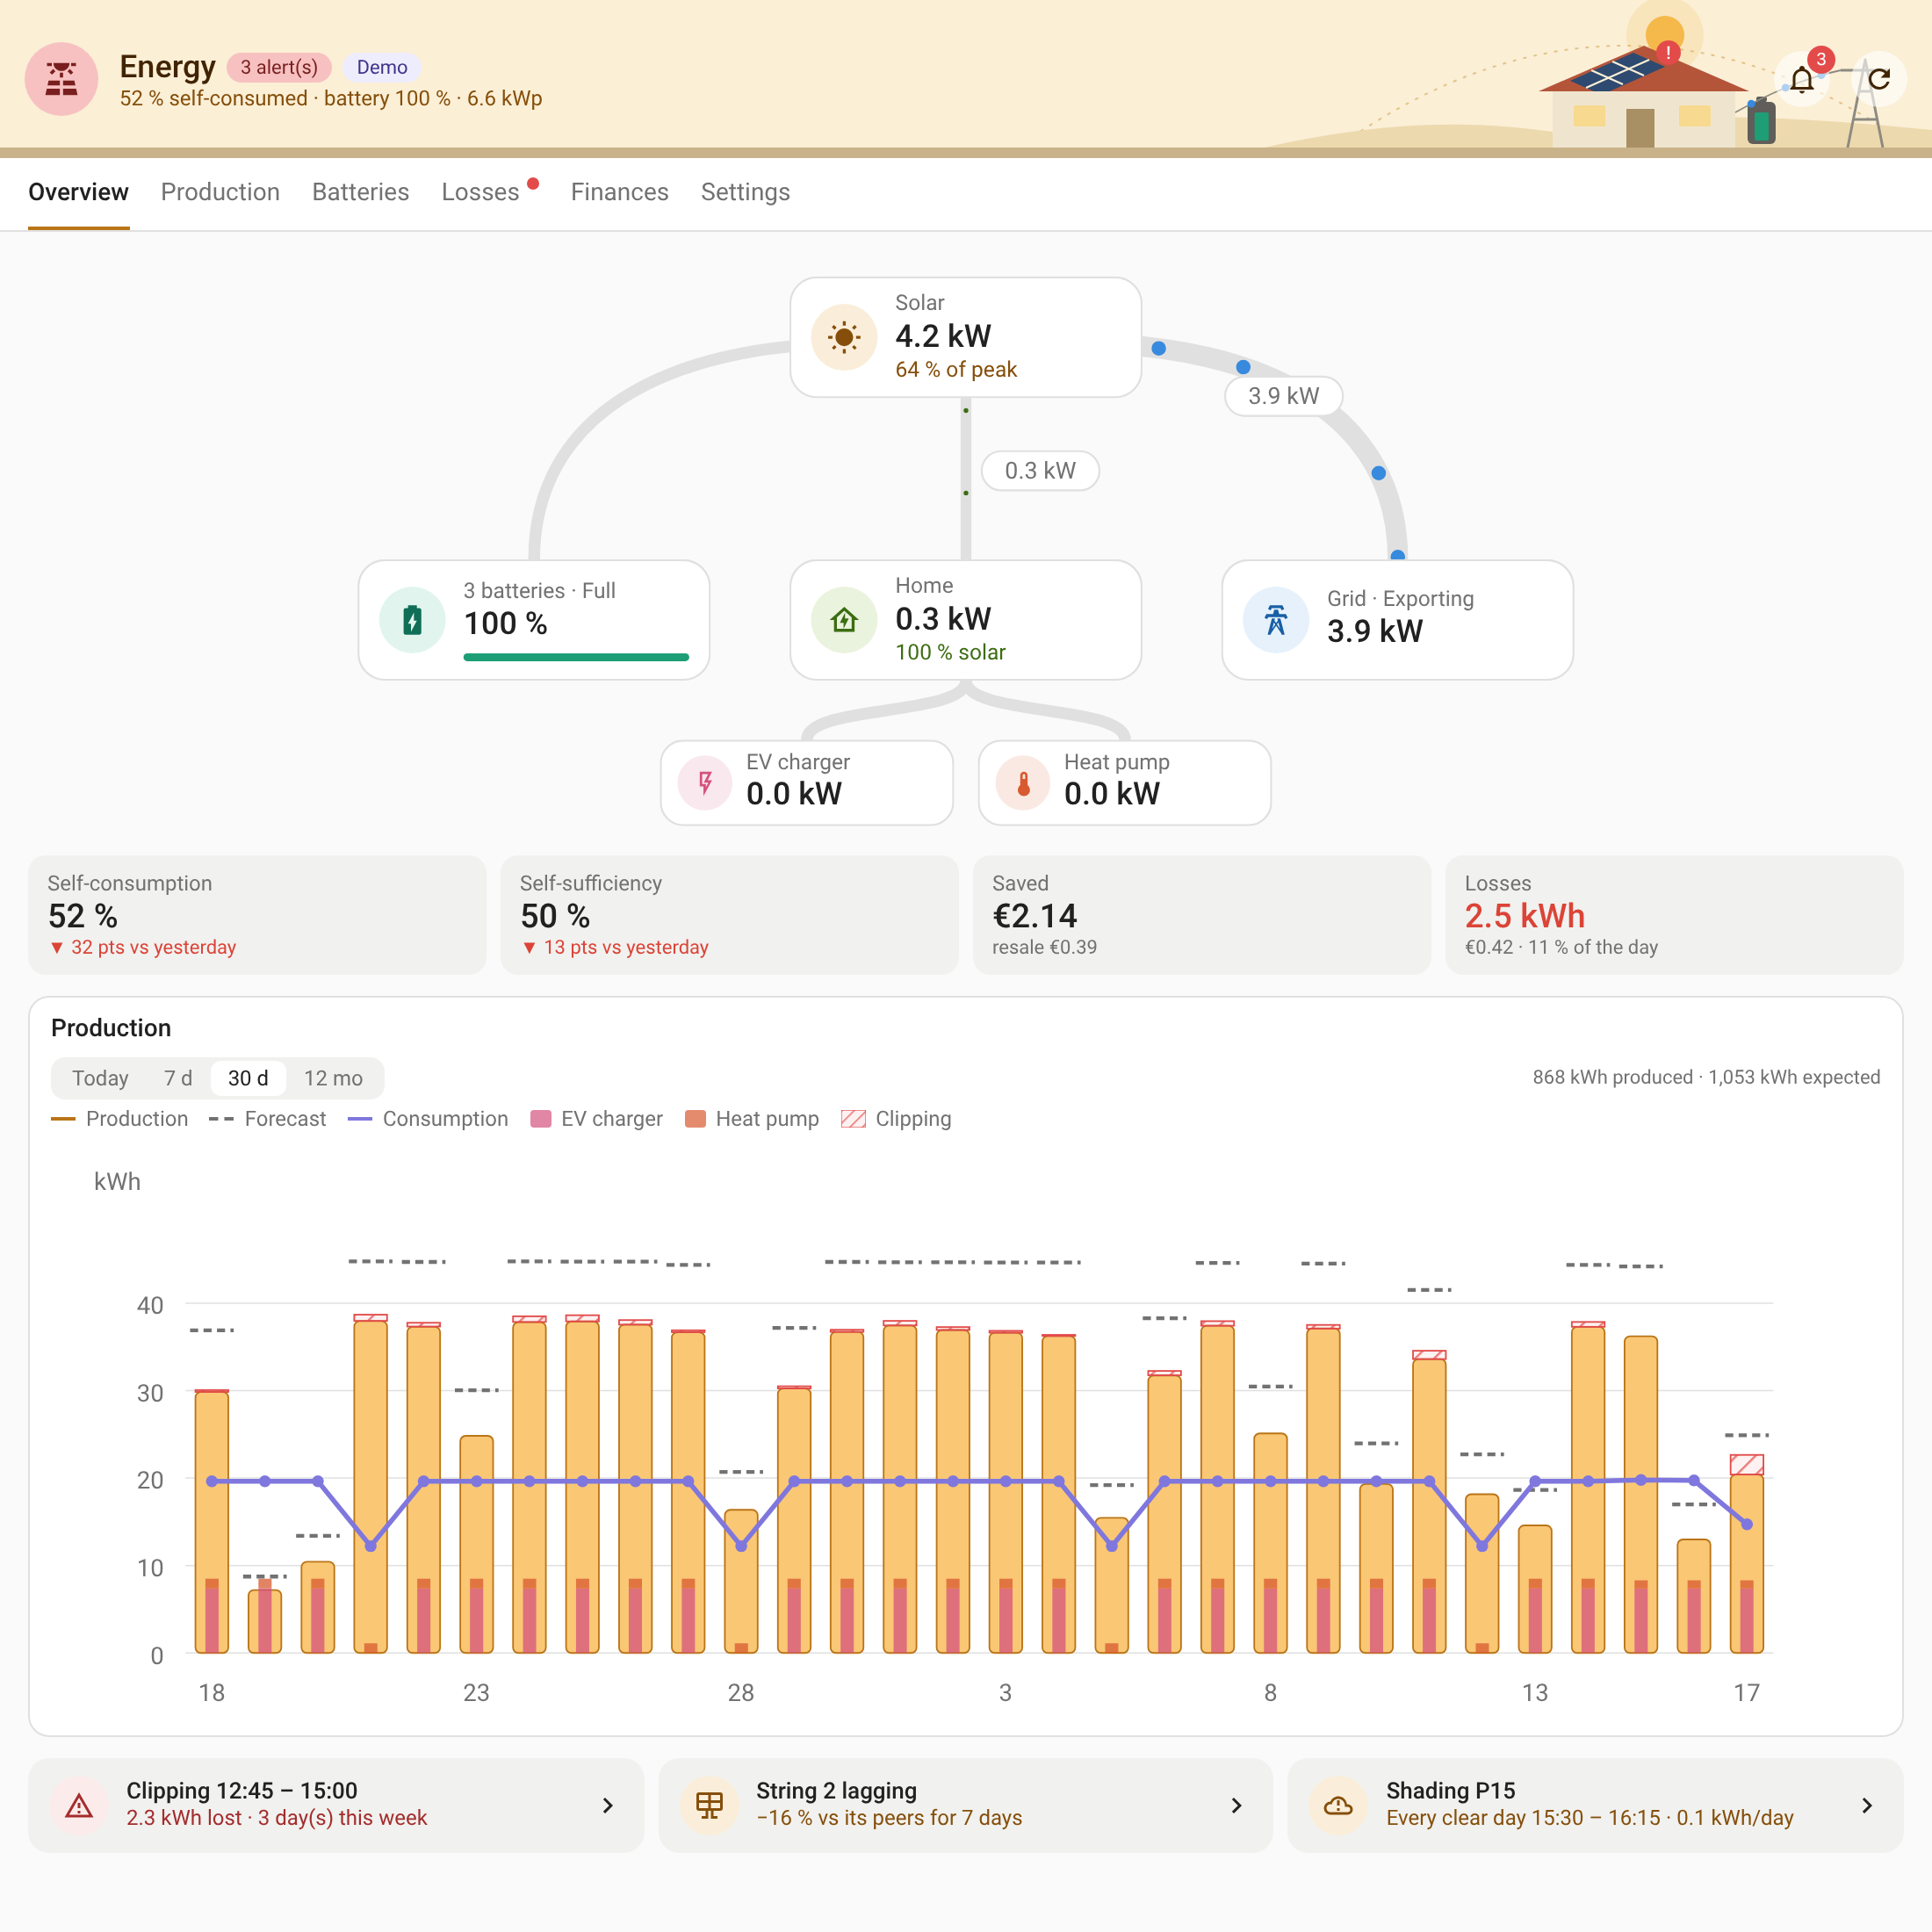 Energy 3 alert(s) Demo
52 % self-consumed · battery 100 % · 6.6 kWp
!
3
Overview Production Batteries Losses Finances Settings
Solar
4.2 kW
64 % of peak
3.9 kW
0.3 kW
3 batteries · Full
100 %
Home
0.3 kW
100 % solar
Grid · Exporting
3.9 kW
EV charger
0.0 kW
Heat pump
0.0 kW
Self-consumption
52 %
▼ 32 pts vs yesterday
Self-sufficiency
50 %
▼ 13 pts vs yesterday
Saved
€2.14
resale €0.39
Losses
2.5 kWh
€0.42 · 11 % of the day
Production
Today 7 d 30 d 12 mo
868 kWh produced · 1,053 kWh expected
Production Forecast Consumption EV charger Heat pump Clipping
kWh
40
30
20
10
0
18 23 28 3 8 13 17
Clipping 12:45 – 15:00
2.3 kWh lost · 3 day(s) this week
String 2 lagging
−16 % vs its peers for 7 days
Shading P15
Every clear day 15:30 – 16:15 · 0.1 kWh/day